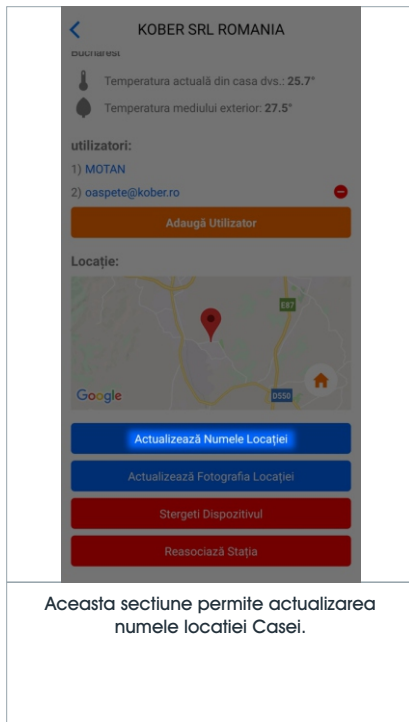 KOBER SRL ROMANIA
Bucharest
Temperatura actuală din casa dvs.: 25.7°
Temperatura mediului exterior: 27.5°
utilizatori:
1) MOTAN
2) oaspete@kober.ro
Adaugă Utilizator
Locație:
E87
Google
D550
Actualizează Numele Locației
Actualizează Fotografia Locației
Stergeti Dispozitivul
Reasociază Stația
Aceasta sectiune permite actualizarea
numele locatiei Casei.